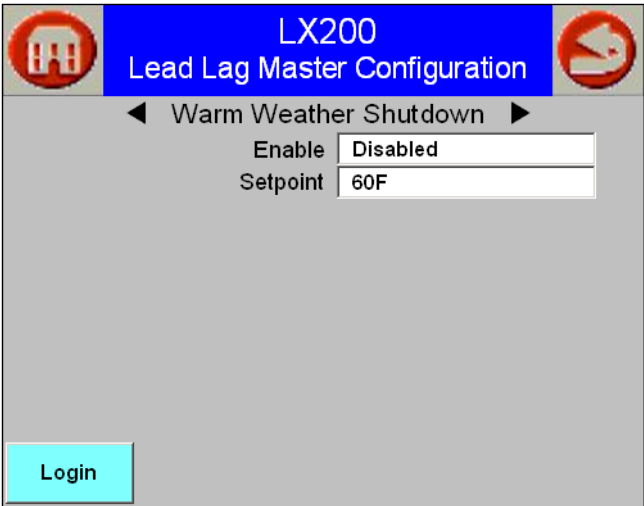 LX200
Lead Lag Master Configuration
Warm Weather Shutdown
Enable Disabled
Setpoint 60F
Login